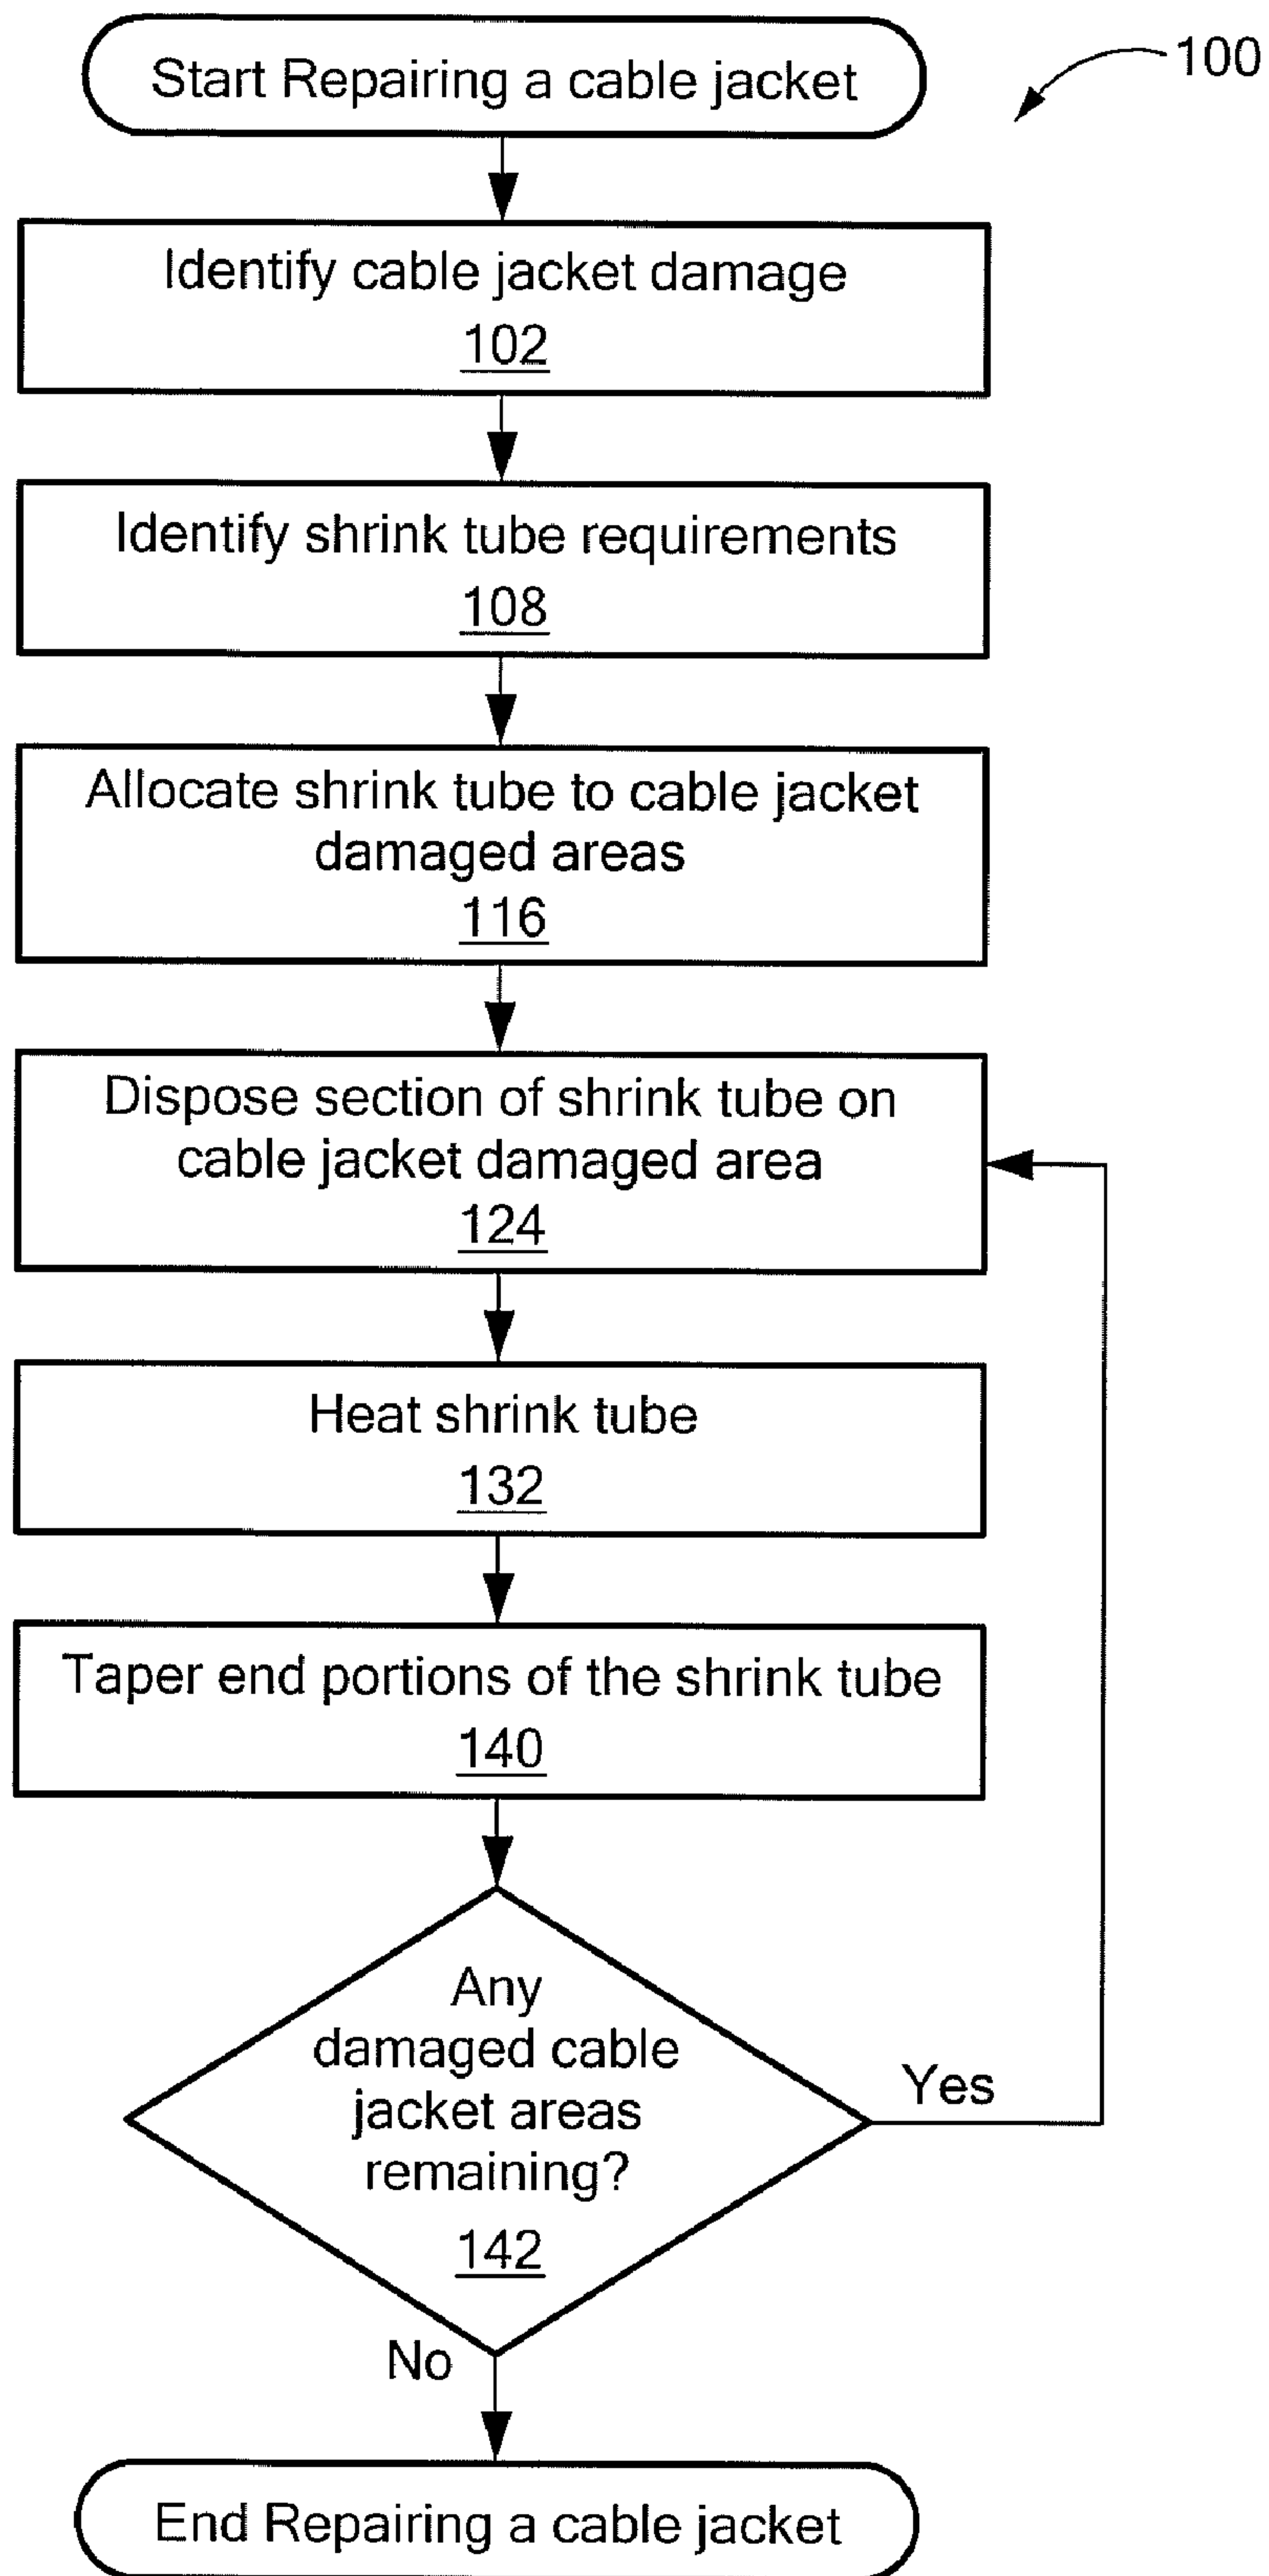 Start Repairing a cable jacket
100
Identify cable jacket damage
102
Identify shrink tube requirements
108
Allocate shrink tube to cable jacket
damaged areas
116
Dispose section of shrink tube on
cable jacket damaged area
124
Heat shrink tube
132
Taper end portions of the shrink tube
140
Any
damaged cable
jacket areas
remaining?
142
Yes
No
End Repairing a cable jacket